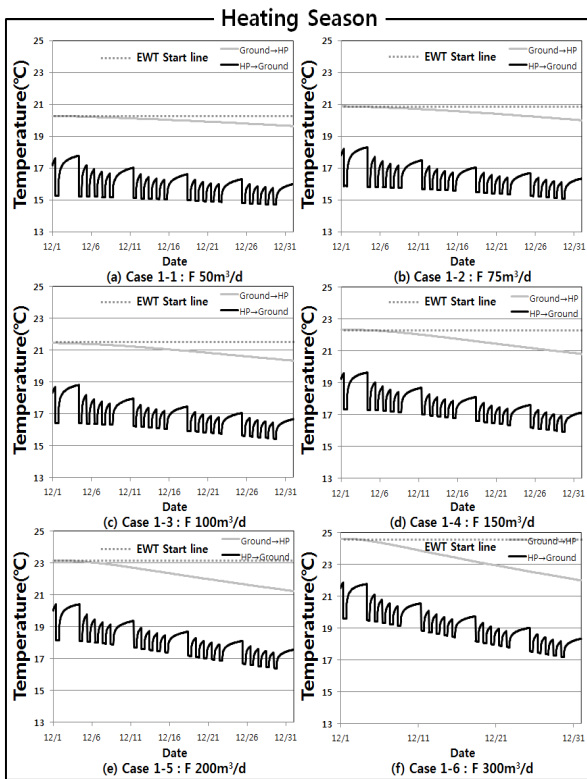 Heating Season
Temperature(℃)
25
23
21
19
17
15
13
EWT Start line
Ground→HP
HP→Ground
12/1
12/6
12/11
12/16
12/21
12/26
12/31
Date
(a) Case 1-1 : F 50m³/d
Temperature(℃)
25
23
21
19
17
15
13
EWT Start line
Ground→HP
HP→Ground
12/1
12/6
12/11
12/16
12/21
12/26
12/31
Date
(b) Case 1-2 : F 75m³/d
Temperature(℃)
25
23
21
19
17
15
13
EWT Start line
Ground→HP
HP→Ground
12/1
12/6
12/11
12/16
12/21
12/26
12/31
Date
(c) Case 1-3 : F 100m³/d
Temperature(℃)
25
23
21
19
17
15
13
EWT Start line
Ground→HP
HP→Ground
12/1
12/6
12/11
12/16
12/21
12/26
12/31
Date
(d) Case 1-4 : F 150m³/d
Temperature(℃)
25
23
21
19
17
15
13
EWT Start line
Ground→HP
HP→Ground
12/1
12/6
12/11
12/16
12/21
12/26
12/31
Date
(e) Case 1-5 : F 200m³/d
Temperature(℃)
25
23
21
19
17
15
13
EWT Start line
Ground→HP
HP→Ground
12/1
12/11
12/21
12/31
Date
(f) Case 1-6 : F 300m³/d